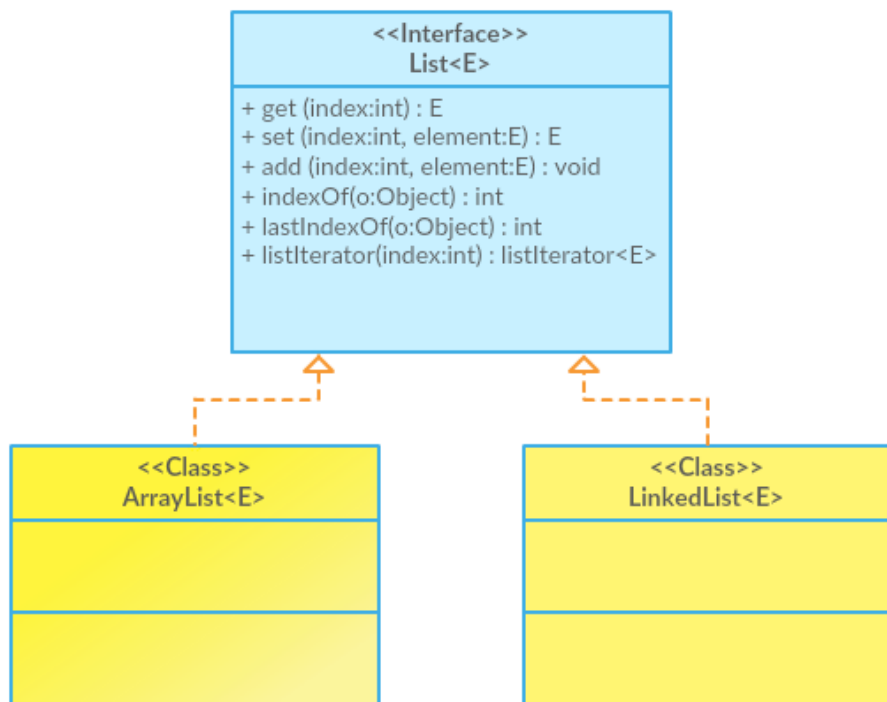 <<Interface>>
List<E>
+ get (index:int) : E
+ set (index:int, element:E) : E
+ add (index:int, element:E) : void
+ indexOf(o:Object) : int
+ lastIndexOf(o:Object) : int
+ listIterator(index:int) : listIterator<E>
<<Class>>
ArrayList<E>
<<Class>>
LinkedList<E>